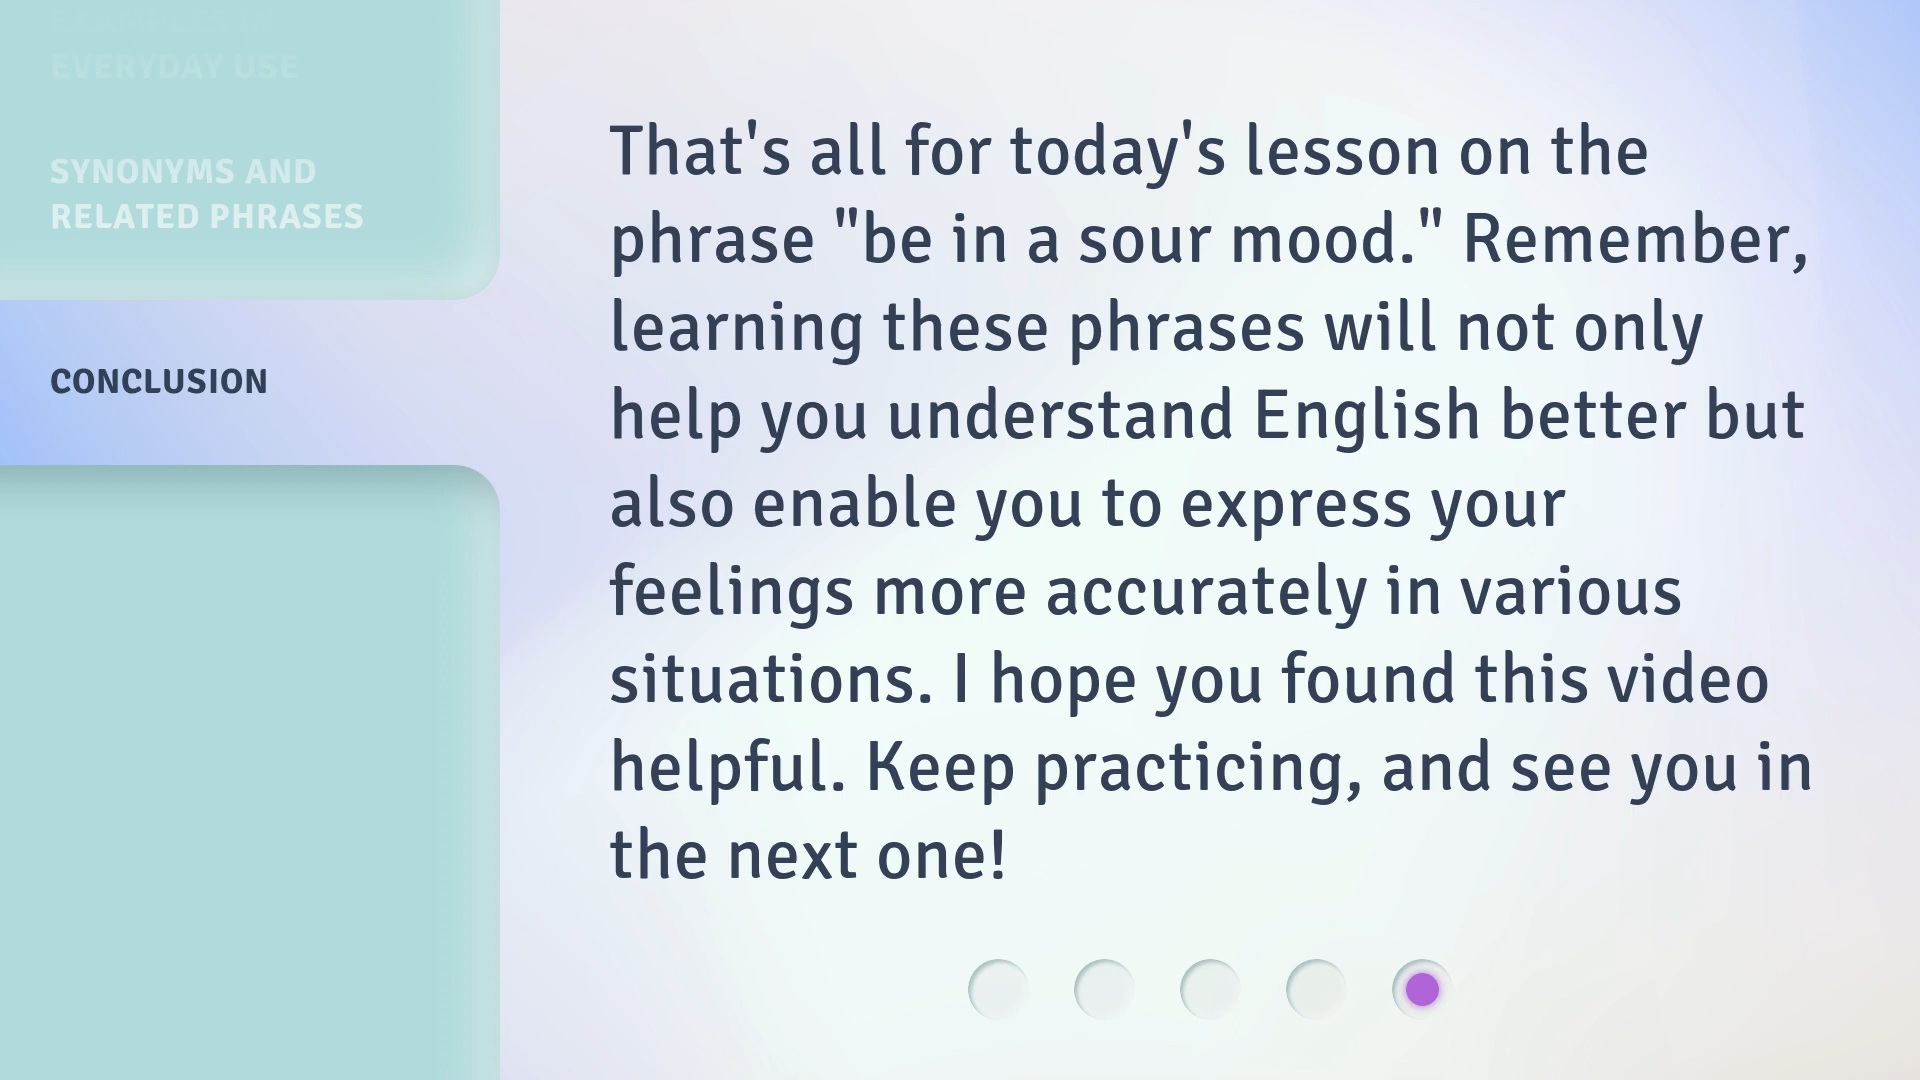 EXAMPLES IN
EVERYDAY USE
SYNONYMS AND
RELATED PHRASES
CONCLUSION
That's all for today's lesson on the
phrase "be in a sour mood." Remember,
learning these phrases will not only
help you understand English better but
also enable you to express your
feelings more accurately in various
situations. I hope you found this video
helpful. Keep practicing, and see you in
the next one!